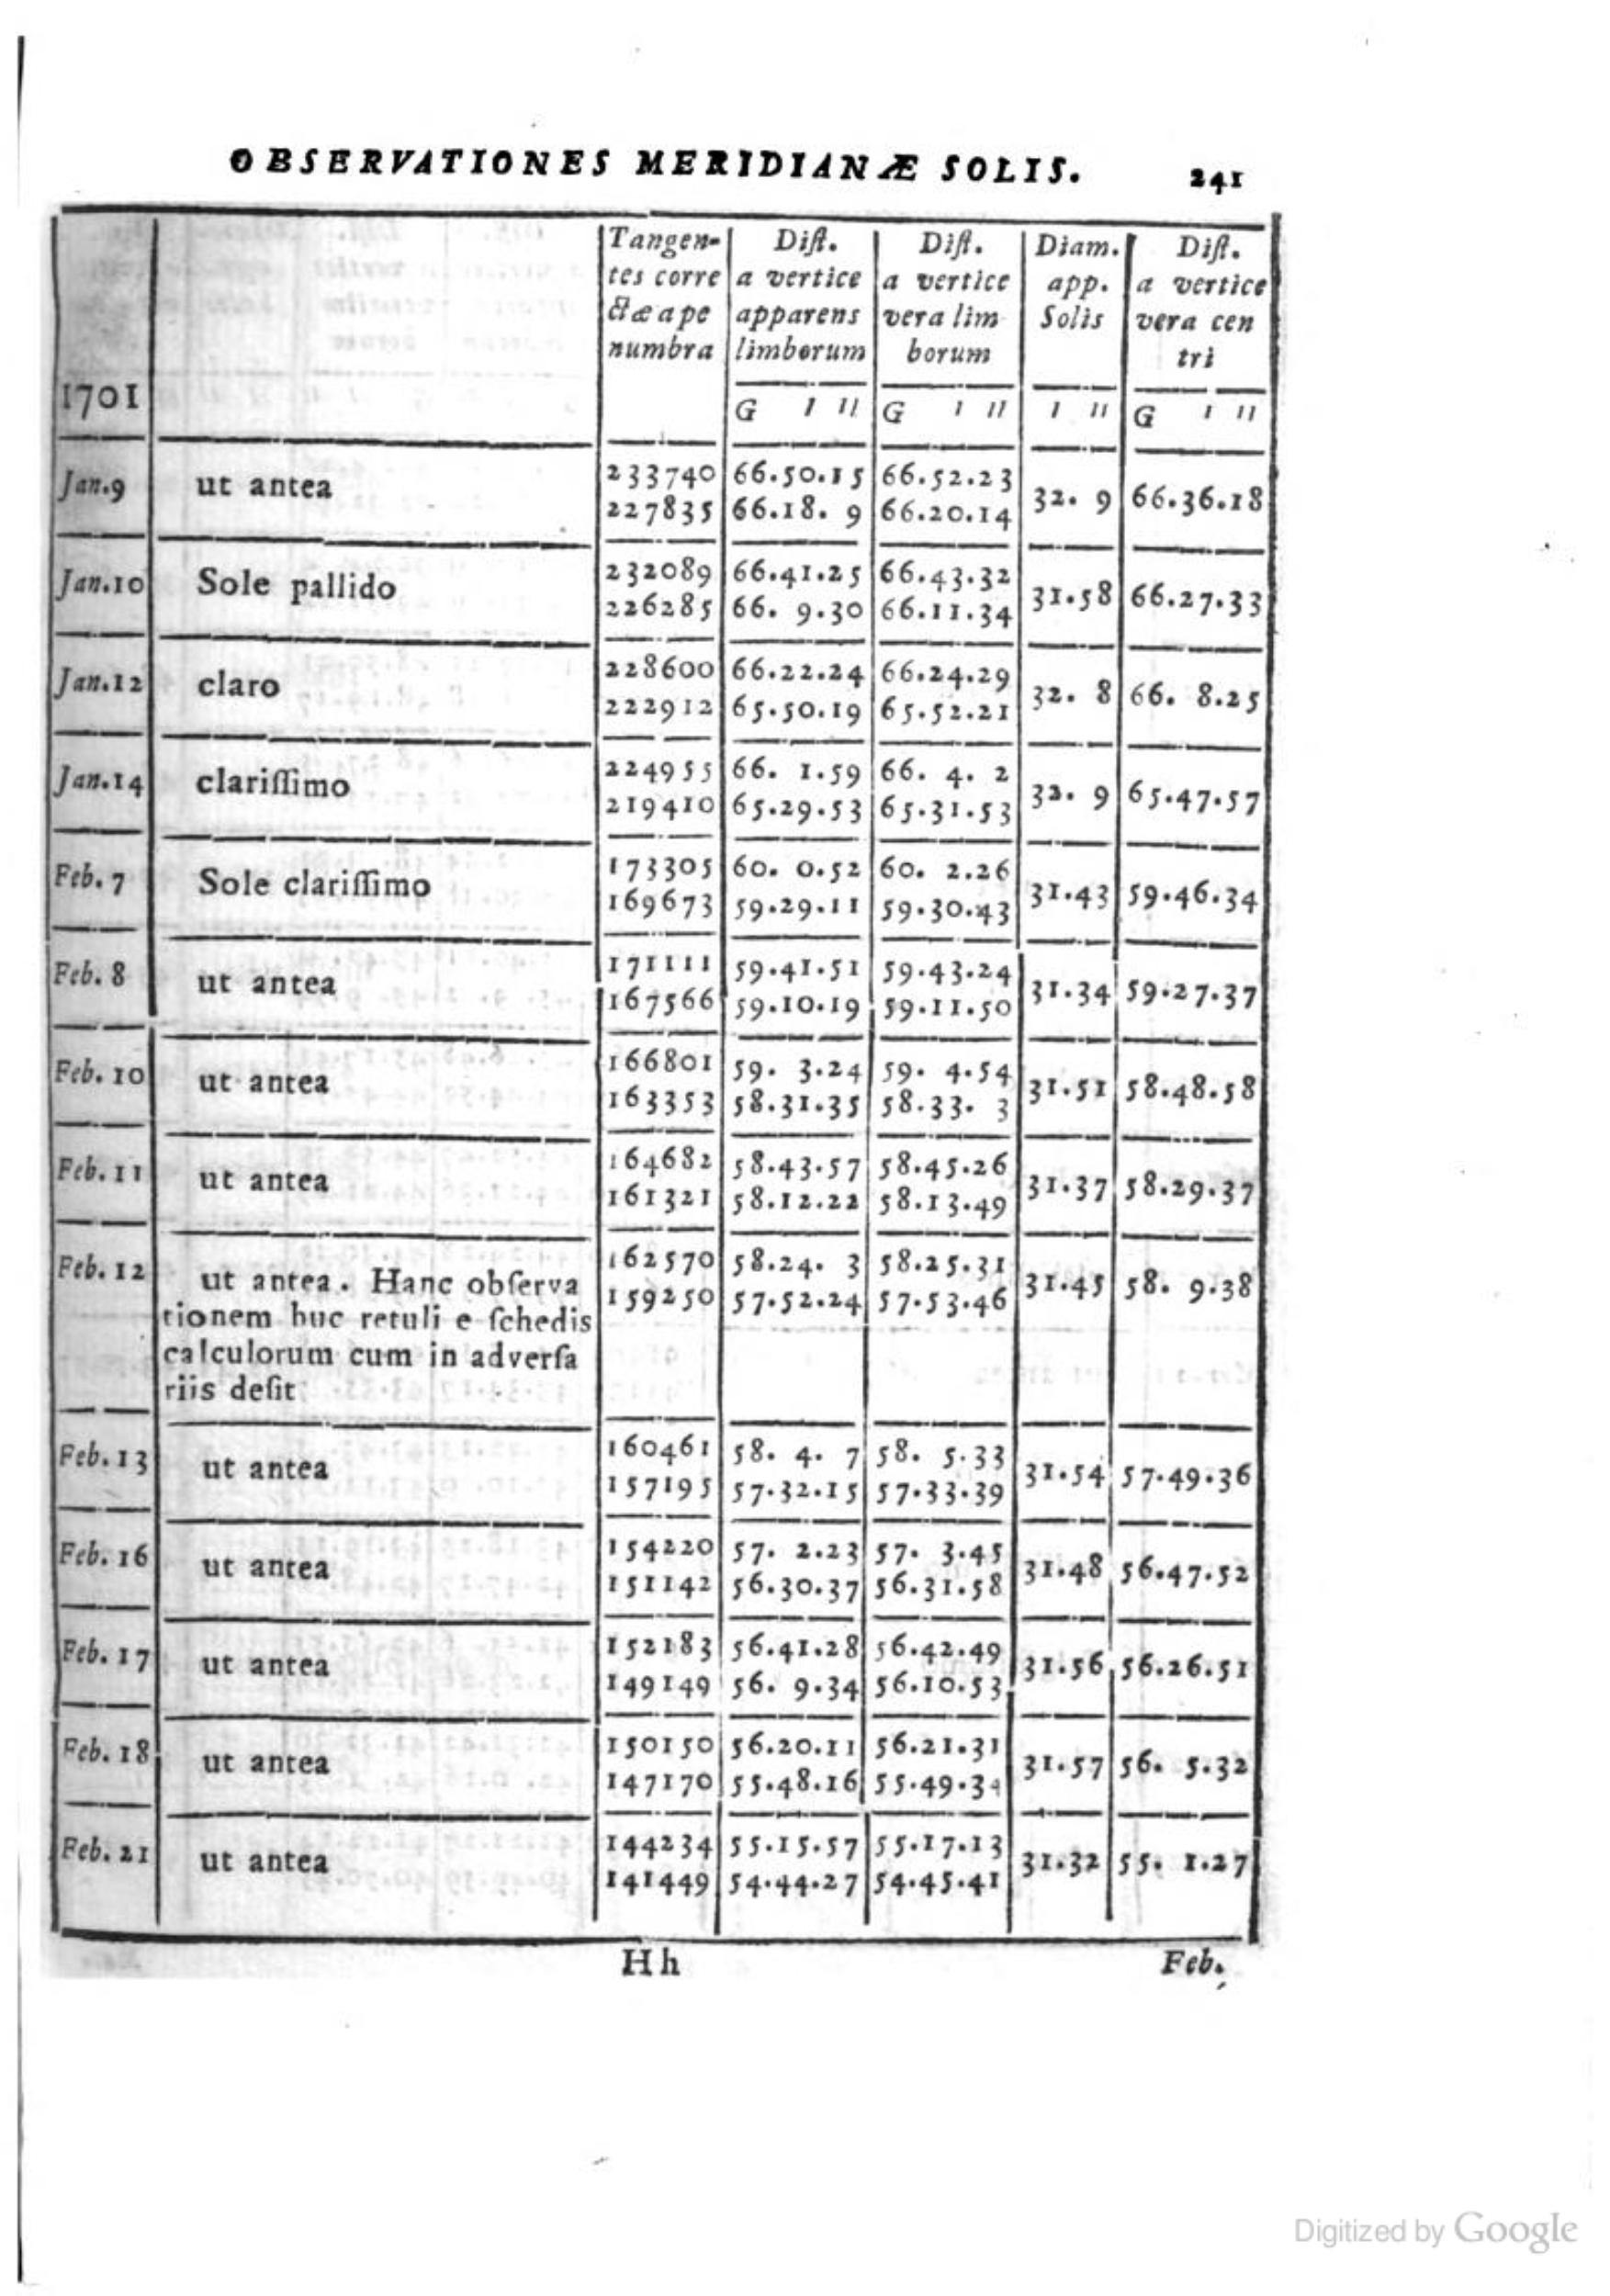 OBSERVATIONES MERIDIANÆ SOLIS. 241
1701
Tangen- Diſt. Diſt. Diam. Diſt.
tes corre a vertice a vertice app. a vertice
ctæ a pe apparens vera lim Solis vera cen
numbra limborum borum tri
G I II G I II I II G I II
Jan.9 ut antea 233740 66.50.15 66.52.23 32. 9 66.36.18
227835 66.18. 9 66.20.14
Jan.10 Sole pallido 232089 66.41.25 66.43.32 31.58 66.27.33
226285 66. 9.30 66.11.34
Jan.12 claro 228600 66.22.24 66.24.29 32. 8 66. 8.25
222912 65.50.19 65.52.21
Jan.14 clariſſimo 224955 66. 1.59 66. 4. 2 32. 9 65.47.57
219410 65.29.53 65.31.53
Feb. 7 Sole clariſſimo 173305 60. 0.52 60. 2.26 31.43 59.46.34
169673 59.29.11 59.30.43
Feb. 8 ut antea 171111 59.41.51 59.43.24 31.34 59.27.37
167566 59.10.19 59.11.50
Feb. 10 ut antea 166801 59. 3.24 59. 4.54 31.51 58.48.58
163353 58.31.35 58.33. 3
Feb. 11 ut antea 164682 58.43.57 58.45.26 31.37 58.29.37
161321 58.12.22 58.13.49
Feb. 12 ut antea. Hanc obſerva 162570 58.24. 3 58.25.31 31.45 58. 9.38
tionem huc retuli e ſchedis 159250 57.52.24 57.53.46
calculorum cum in adverſa
riis deſit
Feb. 13 ut antea 160461 58. 4. 7 58. 5.33 31.54 57.49.36
157195 57.32.15 57.33.39
Feb. 16 ut antea 154220 57. 2.23 57. 3.45 31.48 56.47.52
151142 56.30.37 56.31.58
Feb. 17 ut antea 152183 56.41.28 56.42.49 31.56 56.26.51
149149 56. 9.34 56.10.53
Feb. 18 ut antea 150150 56.20.11 56.21.31 31.57 56. 5.32
147170 55.48.16 55.49.34
Feb. 21 ut antea 144234 55.15.57 55.17.13 31.32 55. 1.27
141449 54.44.27 54.45.41
Hh Feb.
Digitized by Google